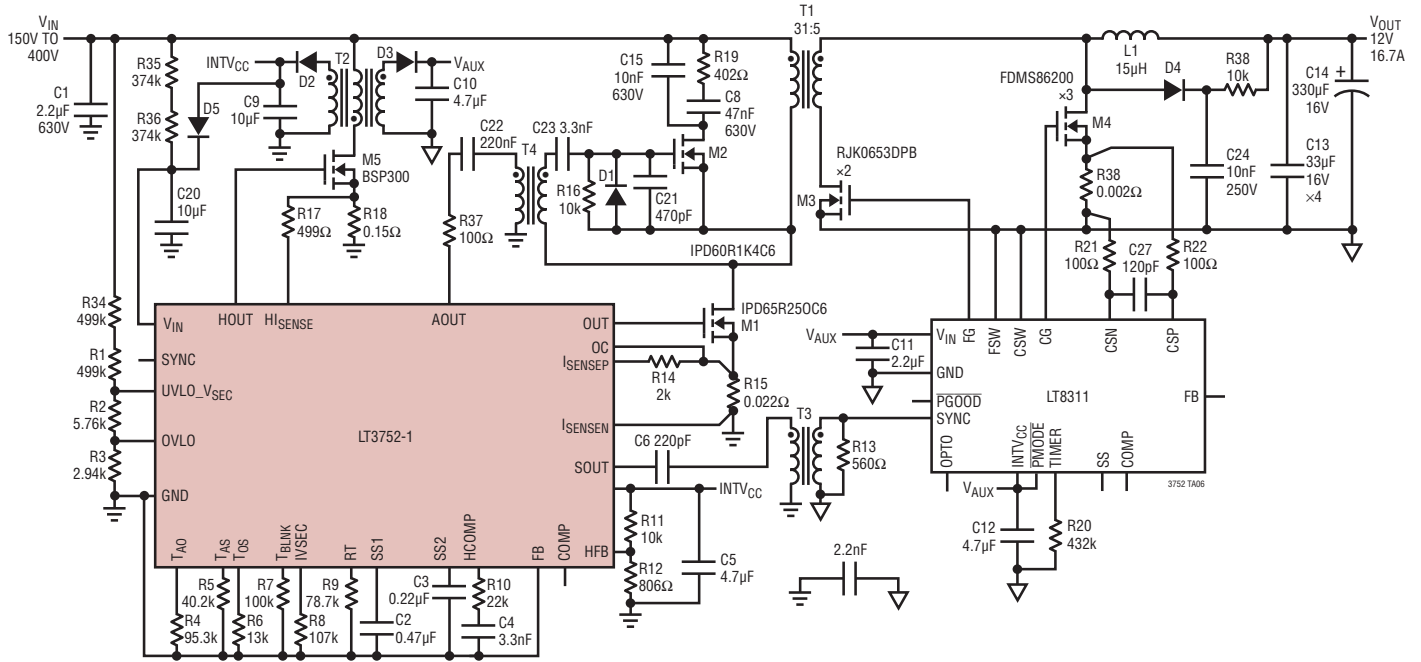 T1
31:5
VIN
150V TO
400V
C1
2.2µF
630V
R35
374k
R36
374k
D5
C20
10µF
INTVCC
D2
T2
D3
VAUX
C9
10µF
C10
4.7µF
M5
BSP300
R17
499Ω
R18
0.15Ω
C22
220nF
C23 3.3nF
T4
R37
100Ω
R16
10k
D1
C21
470pF
C15
10nF
630V
R19
402Ω
C8
47nF
630V
M2
IPD60R1K4C6
RJK0653DPB
×2
M3
L1
15µH
FDMS86200
×3
M4
D4
R38
10k
VOUT
12V
16.7A
C14
330µF
16V
+
C24
10nF
250V
C13
33µF
16V
×4
R38
0.002Ω
R21
100Ω
C27
120pF
R22
100Ω
R34
499k
R1
499k
R2
5.76k
R3
2.94k
LT3752-1
VIN
HOUT
HISENSE
AOUT
OUT
OC
ISENSEP
ISENSEN
SOUT
SYNC
UVLO_VSEC
OVLO
GND
TAO
TAS
TOS
TBLNK
IVSEC
RT
SS1
SS2
HCOMP
FB
COMP
HFB
IPD65R25OC6
M1
R14
2k
R15
0.022Ω
C6 220pF
T3
R13
560Ω
INTVCC
R11
10k
R12
806Ω
C5
4.7µF
R5
40.2k
R4
95.3k
R6
13k
R7
100k
R8
107k
R9
78.7k
C2
0.47µF
C3
0.22µF
R10
22k
C4
3.3nF
2.2nF
VAUX
C11
2.2µF
LT8311
VIN
FG
FSW
CSW
CG
CSN
CSP
GND
PGOOD
SYNC
FB
OPTO
INTVCC
PMODE
TIMER
SS
COMP
3752 TA06
VAUX
C12
4.7µF
R20
432k